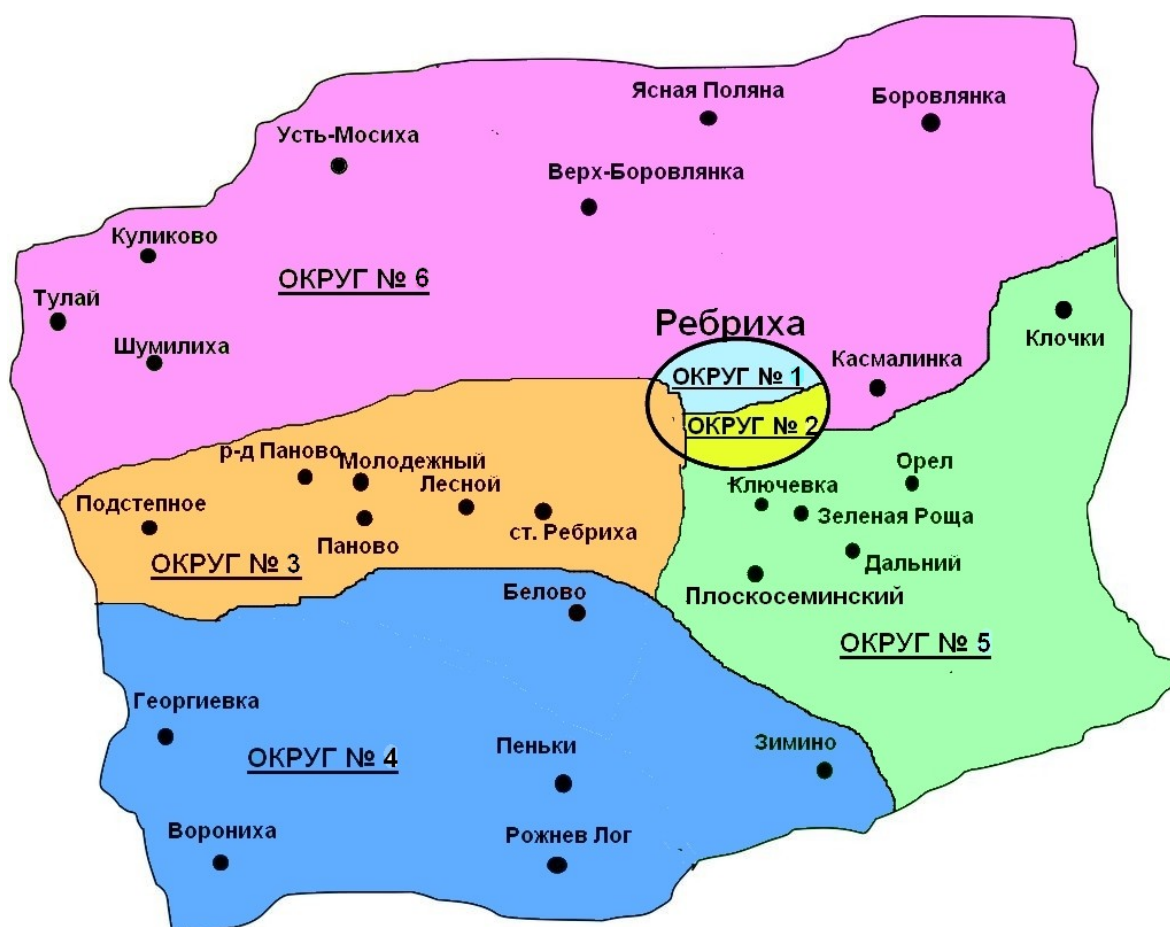 Ясная Поляна
Боровлянка
Усть-Мосиха
Верх-Боровлянка
Куликово
ОКРУГ № 6
Тулай
Ребриха
Клочки
Шумилиха
Касмалинка
ОКРУГ № 1
ОКРУГ № 2
р-д Паново
Молодежный
Орел
Лесной
Ключевка
Подстепное
Зеленая Роща
ст. Ребриха
Паново
ОКРУГ № 3
Дальний
Белово
Плоскосеминский
ОКРУГ № 5
Георгиевка
Пеньки
Зимино
ОКРУГ № 4
Ворониха
Рожнев Лог